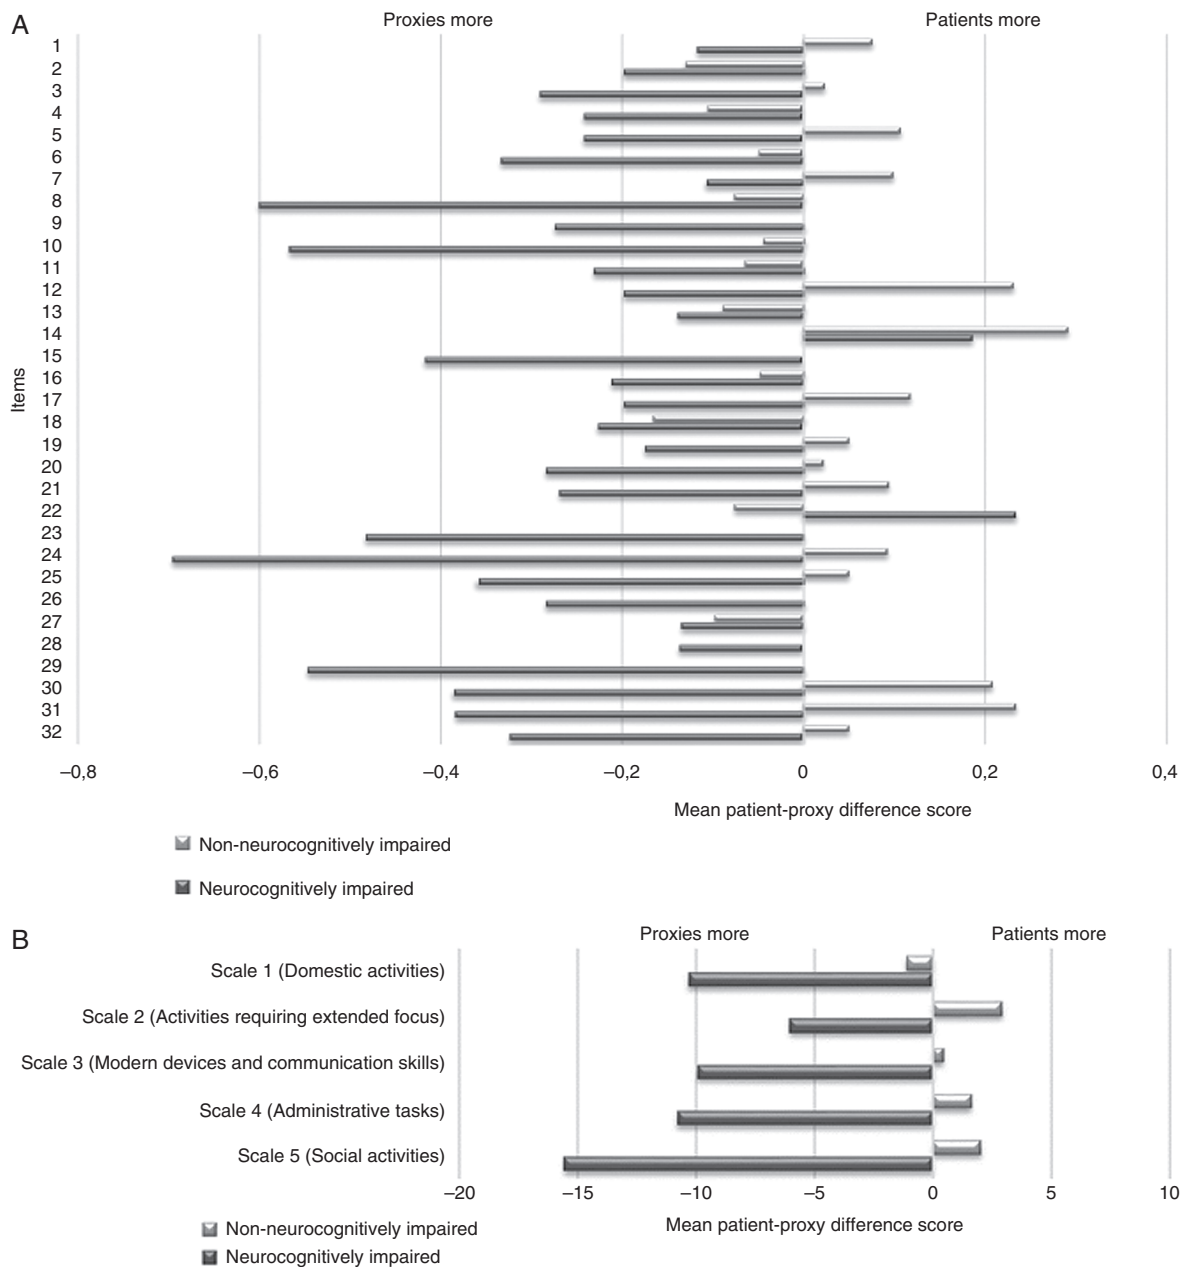 A
Proxies more
Patients more
1
2
3
4
5
6
7
8
9
10
11
12
13
14
15
16
17
18
19
20
21
22
23
24
25
26
27
28
29
30
31
32
Items
–0,8
–0,6
–0,4
–0,2
0
0,2
0,4
Mean patient-proxy difference score
Non-neurocognitively impaired
Neurocognitively impaired
B
Proxies more
Patients more
Scale 1 (Domestic activities)
Scale 2 (Activities requiring extended focus)
Scale 3 (Modern devices and communication skills)
Scale 4 (Administrative tasks)
Scale 5 (Social activities)
–20
–15
–10
–5
0
5
10
Mean patient-proxy difference score
Non-neurocognitively impaired
Neurocognitively impaired